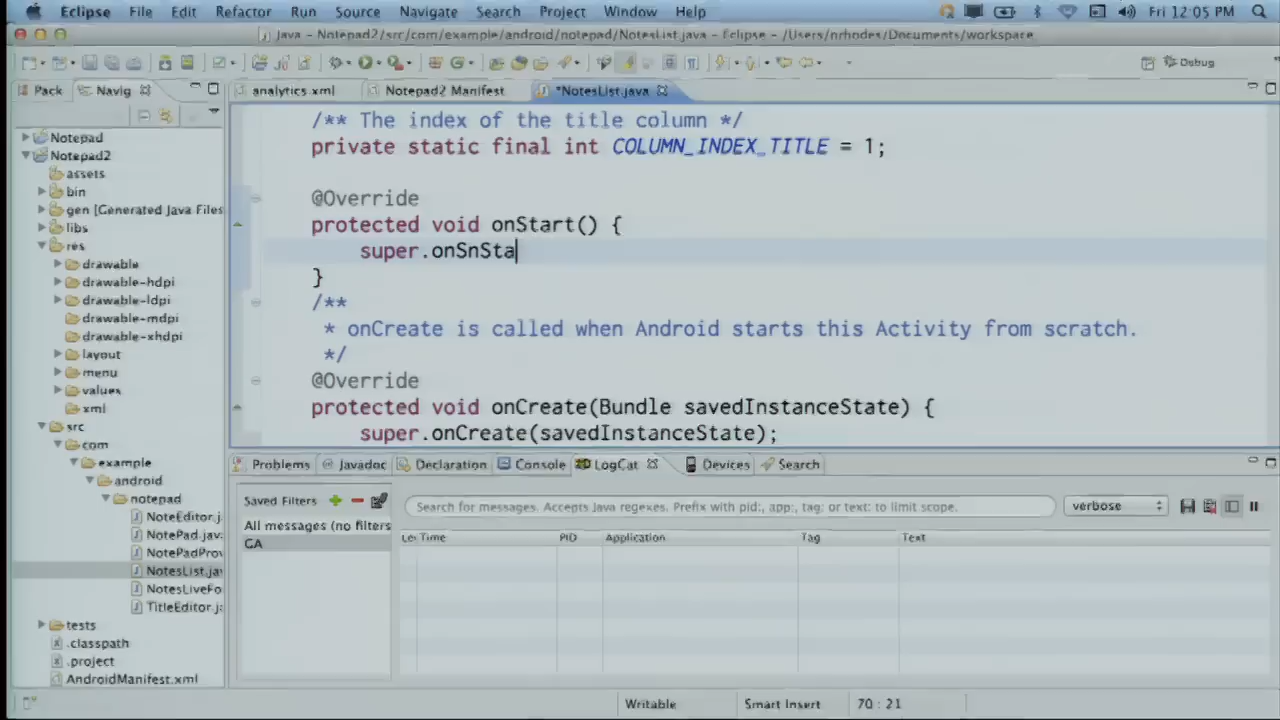 Eclipse File Edit Refactor Run Source Navigate Search Project Window Help Fri 12:05 PM
Java – Notepad2/src/com/example/android/notepad/NotesList.java – Eclipse – /Users/nrhodes/Documents/workspace
Debug
Pack Navig analytics.xml Notepad2 Manifest *NotesList.java
Notepad
Notepad2
assets
bin
gen [Generated Java Files
libs
res
drawable
drawable-hdpi
drawable-ldpi
drawable-mdpi
drawable-xhdpi
layout
menu
values
xml
src
com
example
android
notepad
NoteEditor.j
NotePad.java
NotePadProv
NotesList.jav
NotesLiveFo
TitleEditor.ja
tests
.classpath
.project
AndroidManifest.xml
/** The index of the title column */
private static final int COLUMN_INDEX_TITLE = 1;
@Override
protected void onStart() {
super.onSnSta
}
/**
* onCreate is called when Android starts this Activity from scratch.
*/
@Override
protected void onCreate(Bundle savedInstanceState) {
super.onCreate(savedInstanceState);
Problems @ Javadoc Declaration Console LogCat Devices Search
Saved Filters
All messages (no filters
GA
Search for messages. Accepts Java regexes. Prefix with pid:, app:, tag: or text: to limit scope.
verbose
Le Time PID Application Tag Text
Writable Smart Insert 70 : 21